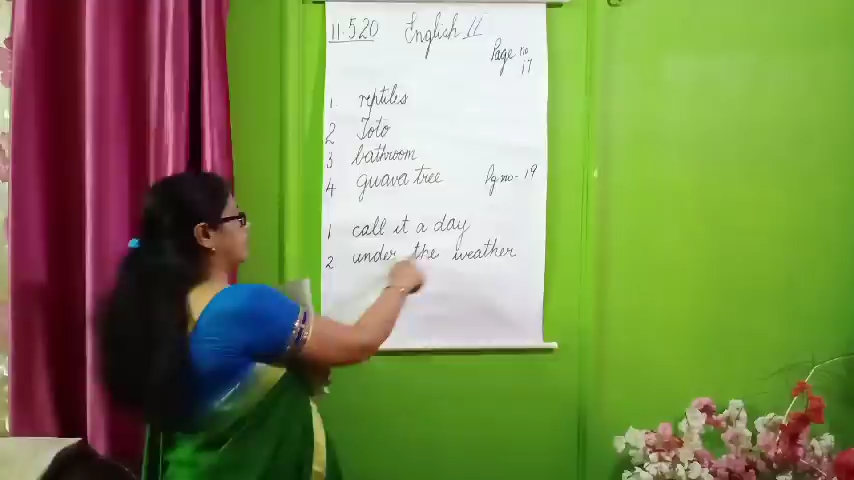 11.5.20 English II
Page no
17
1. reptiles
2 Toto
3 bathroom
4 guava tree Pg no- 19
1 call it a day
2 under the weather